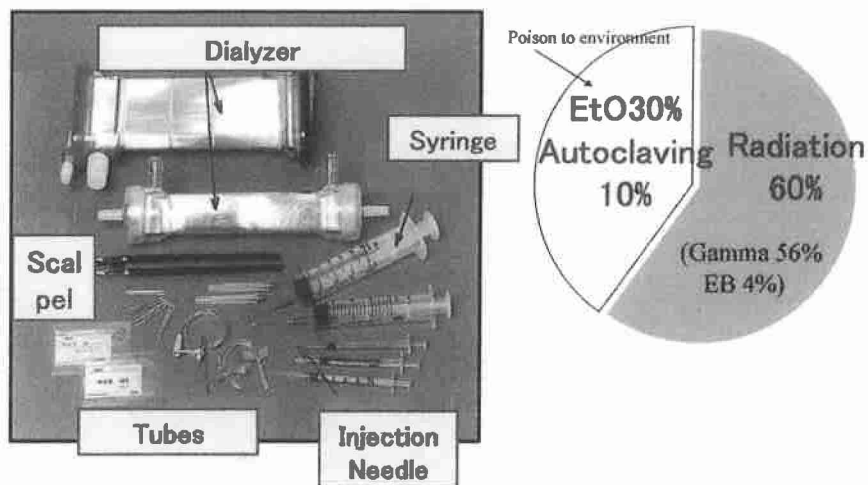 Dialyzer
Syringe
Scal
pel
Tubes
Injection
Needle
Poison to environment
EtO30%
Autoclaving
10%
Radiation
60%
(Gamma 56%
EB 4%)